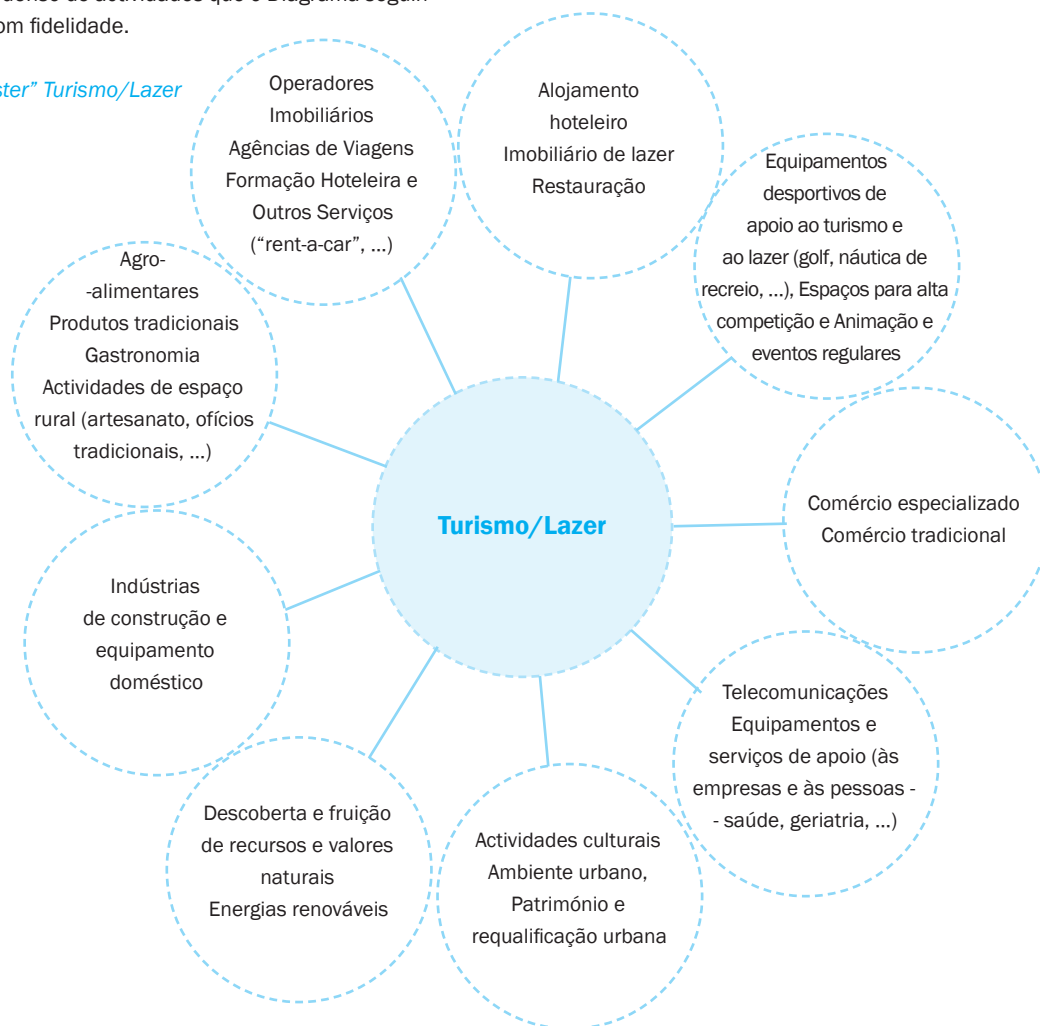 de actividades que o Diagrama
om fidelidade.
ster” Turismo/Lazer
Operadores
Imobiliários
Agências de Viagens
Formação Hoteleira e
Outros Serviços
(“rent-a-car”, ...)
Alojamento
hoteleiro
Imobiliário de lazer
Restauração
Equipamentos
desportivos de
apoio ao turismo e
ao lazer (golf, náutica de
recreio, ...), Espaços para alta
competição e Animação e
eventos regulares
Comércio especializado
Comércio tradicional
Telecomunicações
Equipamentos e
serviços de apoio (às
empresas e às pessoas -
- saúde, geriatria, ...)
Actividades culturais
Ambiente urbano,
Património e
requalificação urbana
Descoberta e fruição
de recursos e valores
naturais
Energias renováveis
Indústrias
de construção e
equipamento
doméstico
Agro-
-alimentares
Produtos tradicionais
Gastronomia
Actividades de espaço
rural (artesanato, ofícios
tradicionais, ...)
Turismo/Lazer